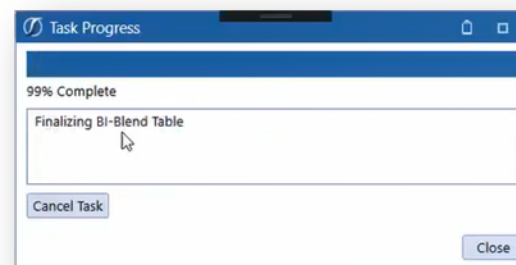 Task Progress
99% Complete
Finalizing BI-Blend Table
Cancel Task
Close